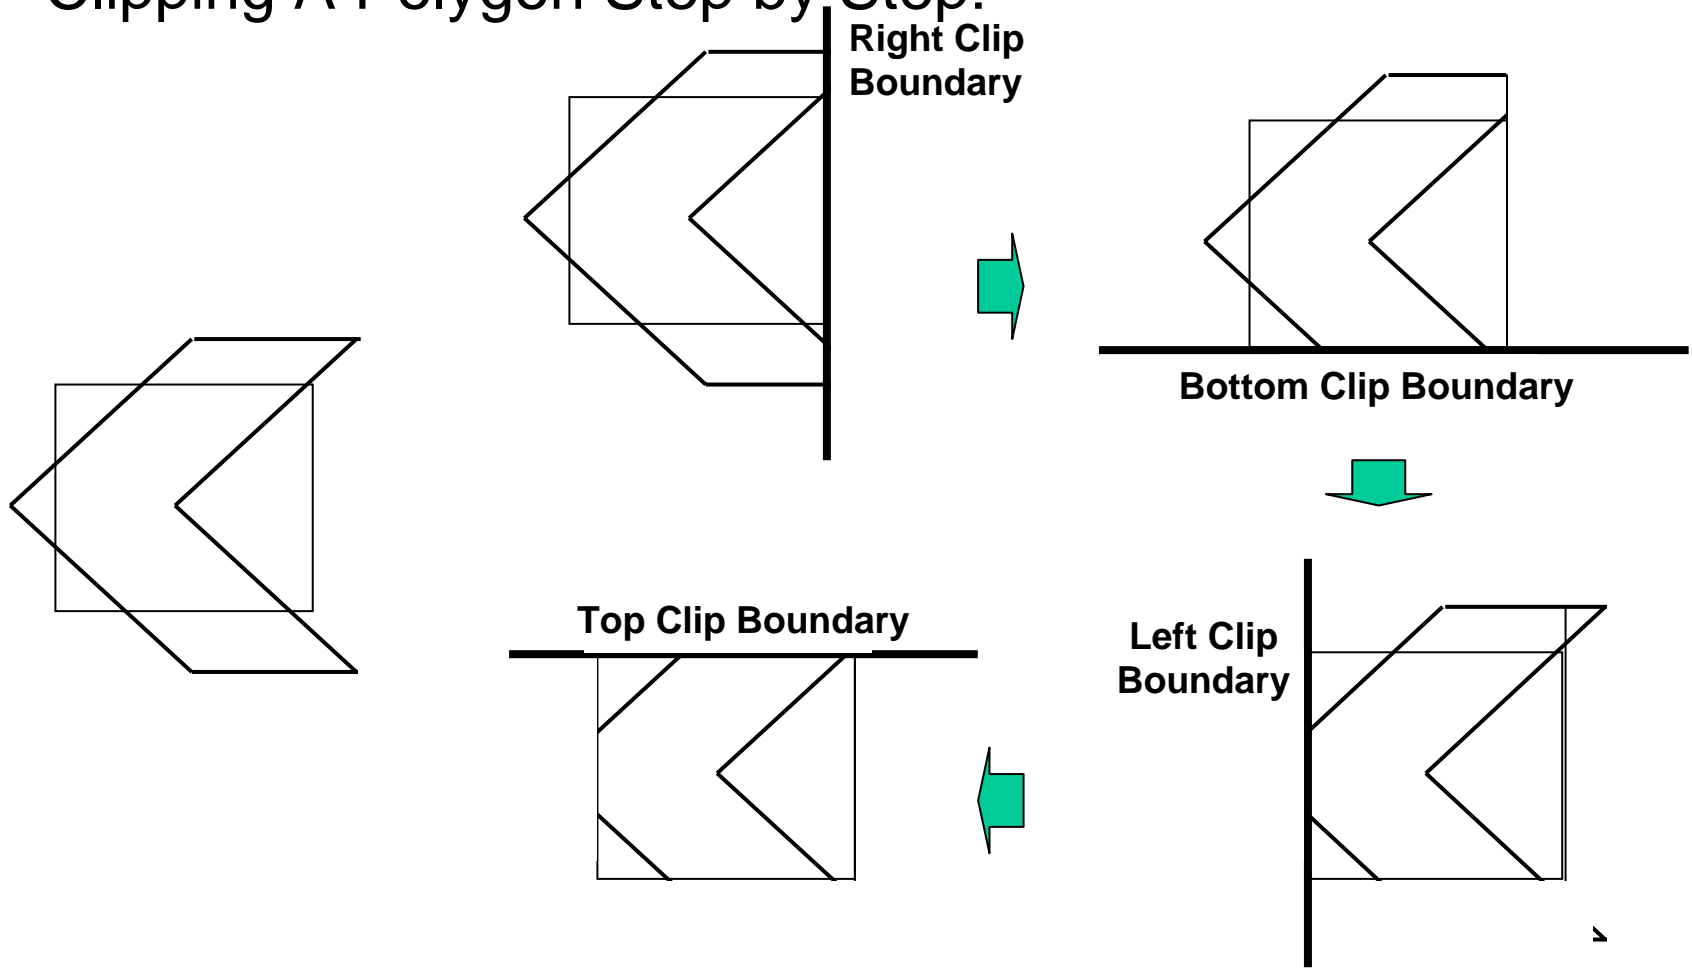 Clipping A Polygon Step by Step:
Right Clip
Boundary
Bottom Clip Boundary
Left Clip
Boundary
Top Clip Boundary